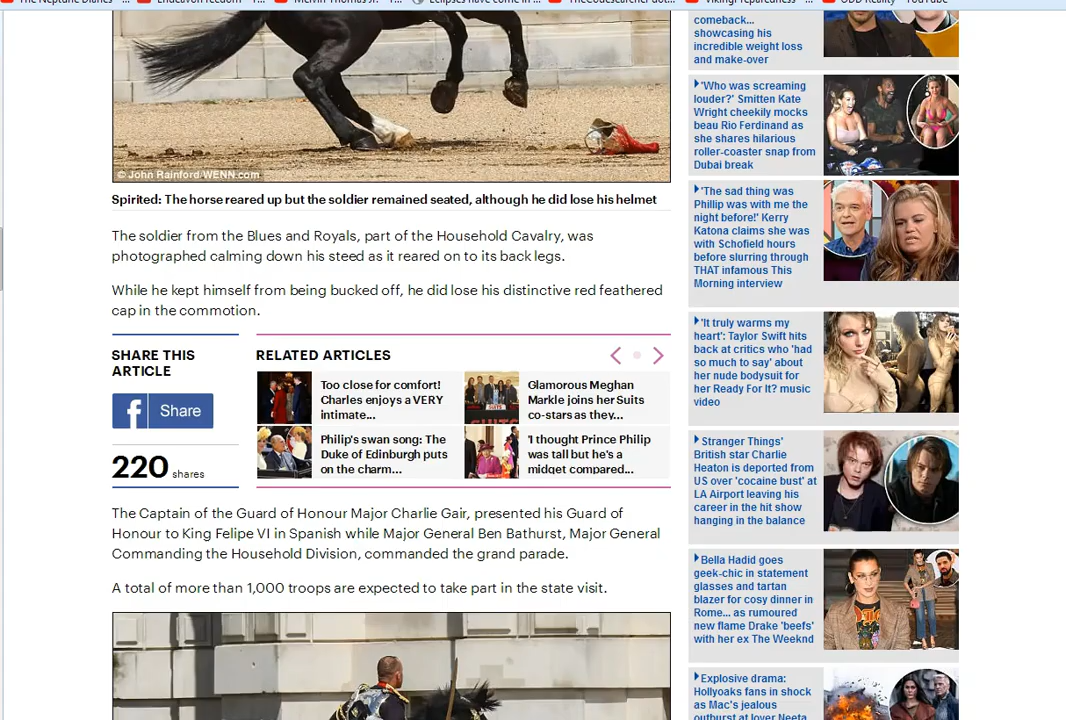 The Neptune Diaries -
Endeavorfreedom -
Melvin Thomas Jr. -
Eclipses have come in
TheCodesearcher dot
VikingPreparedness
ODD Reality - YouTube
© John Rainford/WENN.com
Spirited: The horse reared up but the soldier remained seated, although he did lose his helmet
The soldier from the Blues and Royals, part of the Household Cavalry, was
photographed calming down his steed as it reared on to its back legs.
While he kept himself from being bucked off, he did lose his distinctive red feathered
cap in the commotion.
SHARE THIS
ARTICLE
f Share
220 shares
RELATED ARTICLES
Too close for comfort!
Charles enjoys a VERY
intimate...
Glamorous Meghan
Markle joins her Suits
co-stars as they...
Philip's swan song: The
Duke of Edinburgh puts
on the charm...
'I thought Prince Philip
was tall but he's a
midget compared...
The Captain of the Guard of Honour Major Charlie Gair, presented his Guard of
Honour to King Felipe VI in Spanish while Major General Ben Bathurst, Major General
Commanding the Household Division, commanded the grand parade.
A total of more than 1,000 troops are expected to take part in the state visit.
comeback...
showcasing his
incredible weight loss
and make-over
'Who was screaming
louder?' Smitten Kate
Wright cheekily mocks
beau Rio Ferdinand as
she shares hilarious
roller-coaster snap from
Dubai break
'The sad thing was
Phillip was with me the
night before!' Kerry
Katona claims she was
with Schofield hours
before slurring through
THAT infamous This
Morning interview
'It truly warms my
heart': Taylor Swift hits
back at critics who 'had
so much to say' about
her nude bodysuit for
her Ready For It? music
video
Stranger Things'
British star Charlie
Heaton is deported from
US over 'cocaine bust' at
LA Airport leaving his
career in the hit show
hanging in the balance
Bella Hadid goes
geek-chic in statement
glasses and tartan
blazer for cosy dinner in
Rome... as rumoured
new flame Drake 'beefs'
with her ex The Weeknd
Explosive drama:
Hollyoaks fans in shock
as Mac's jealous
outburst at lover Neeta